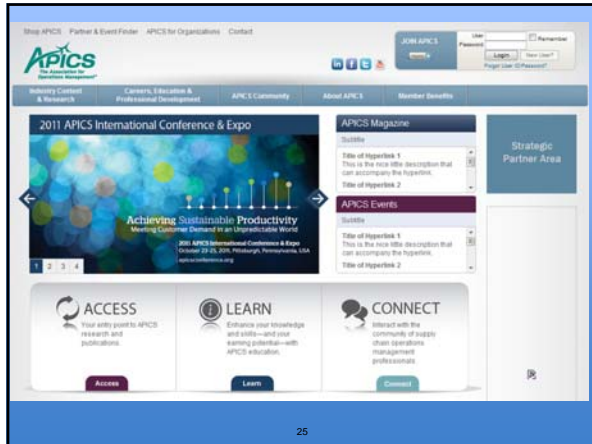 Shop APICS Partner & Event Finder APICS for Organizations Contact
APICS
The Association for
Operations Management
JOIN APICS
User
Password
Remember
Login New User?
Forgot User ID/Password?
Industry Content
& Research
Careers, Education &
Professional Development
APICS Community
About APICS
Member Benefits
2011 APICS International Conference & Expo
Achieving Sustainable Productivity
Meeting Customer Demand in an Unpredictable World
2011 APICS International Conference & Expo
October 23-25, 2011, Pittsburgh, Pennsylvania, USA
apicsconference.org
1 2 3 4
APICS Magazine
Subtitle
Title of Hyperlink 1
This is the nice little description that
can accompany the hyperlink.
Title of Hyperlink 2
APICS Events
Subtitle
Title of Hyperlink 1
This is the nice little description that
can accompany the hyperlink.
Title of Hyperlink 2
Strategic
Partner Area
ACCESS
Your entry point to APICS
research and
publications.
Access
LEARN
Enhance your knowledge
and skills—and your
earning potential—with
APICS education.
Learn
CONNECT
Interact with the
community of supply
chain operations
management
professionals.
Connect
25